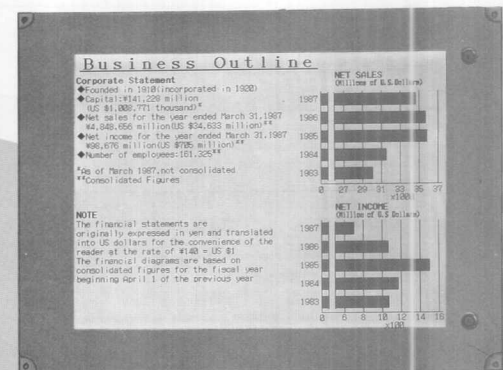 Business Outline
Corporate Statement
◆Founded in 1910(incorporated in 1920)
◆Capital:¥141,228 million
(US $1,008,771 thousand)*
◆Net sales for the year ended March 31,1987
¥4,848,656 million(US $34,633 million)**
◆Net income for the year ended March 31,1987
¥98,676 million(US $705 million)**
◆Number of employees:161,325**
*As of March 1987,not consolidated
**Consolidated Figures
NOTE
The financial statements are
originally expressed in yen and translated
into US dollars for the convenience of the
reader at the rate of ¥140 = US $1
The financial diagrams are based on
consolidated figures for the fiscal year
beginning April 1 of the previous year
NET SALES
(Millions of U.S.Dollars)
1987
1986
1985
1984
1983
0 27 29 31 33 35 37
x100
NET INCOME
(Millions of U.S Dollars)
1987
1986
1985
1984
1983
0 6 8 10 12 14 16
x100